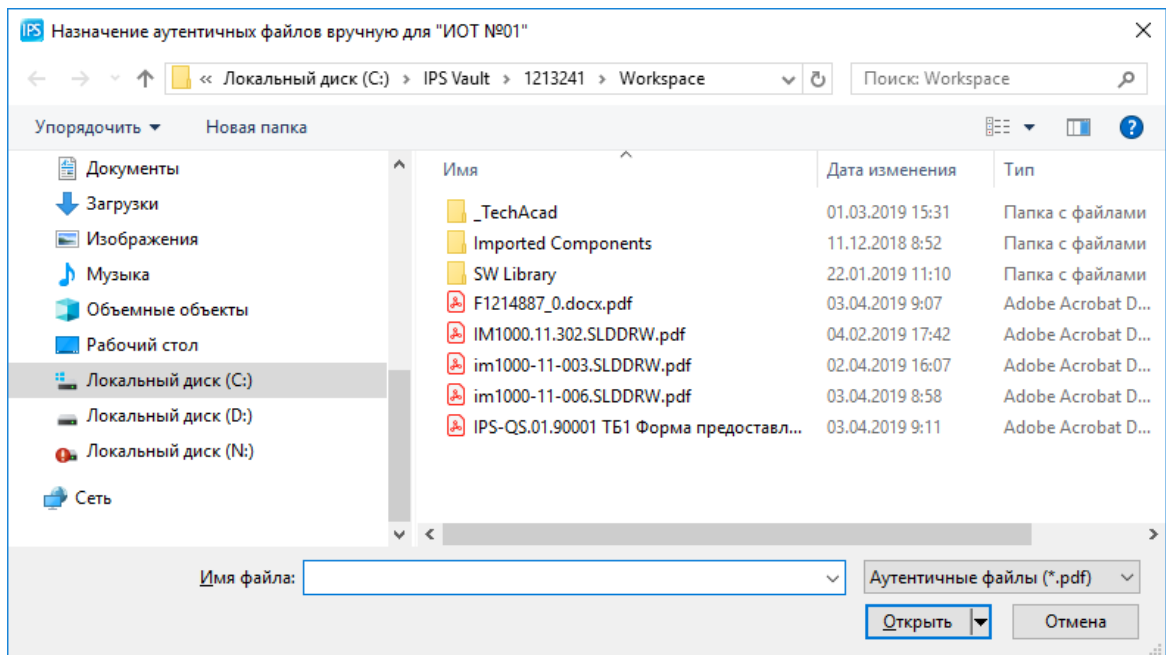 IPS Назначение аутентичных файлов вручную для "ИОТ №01"
« Локальный диск (C:) › IPS Vault › 1213241 › Workspace
Поиск: Workspace
Упорядочить
Новая папка
?
Документы
Загрузки
Изображения
Музыка
Объемные объекты
Рабочий стол
Локальный диск (C:)
Локальный диск (D:)
Локальный диск (N:)
Сеть
Имя Дата изменения Тип
_TechAcad 01.03.2019 15:31 Папка с файлами
Imported Components 11.12.2018 8:52 Папка с файлами
SW Library 22.01.2019 11:10 Папка с файлами
F1214887_0.docx.pdf 03.04.2019 9:07 Adobe Acrobat D...
IM1000.11.302.SLDDRW.pdf 04.02.2019 17:42 Adobe Acrobat D...
im1000-11-003.SLDDRW.pdf 02.04.2019 16:07 Adobe Acrobat D...
im1000-11-006.SLDDRW.pdf 03.04.2019 8:58 Adobe Acrobat D...
IPS-QS.01.90001 ТБ1 Форма предоставл... 03.04.2019 9:11 Adobe Acrobat D...
Имя файла:
Аутентичные файлы (*.pdf)
Открыть
Отмена